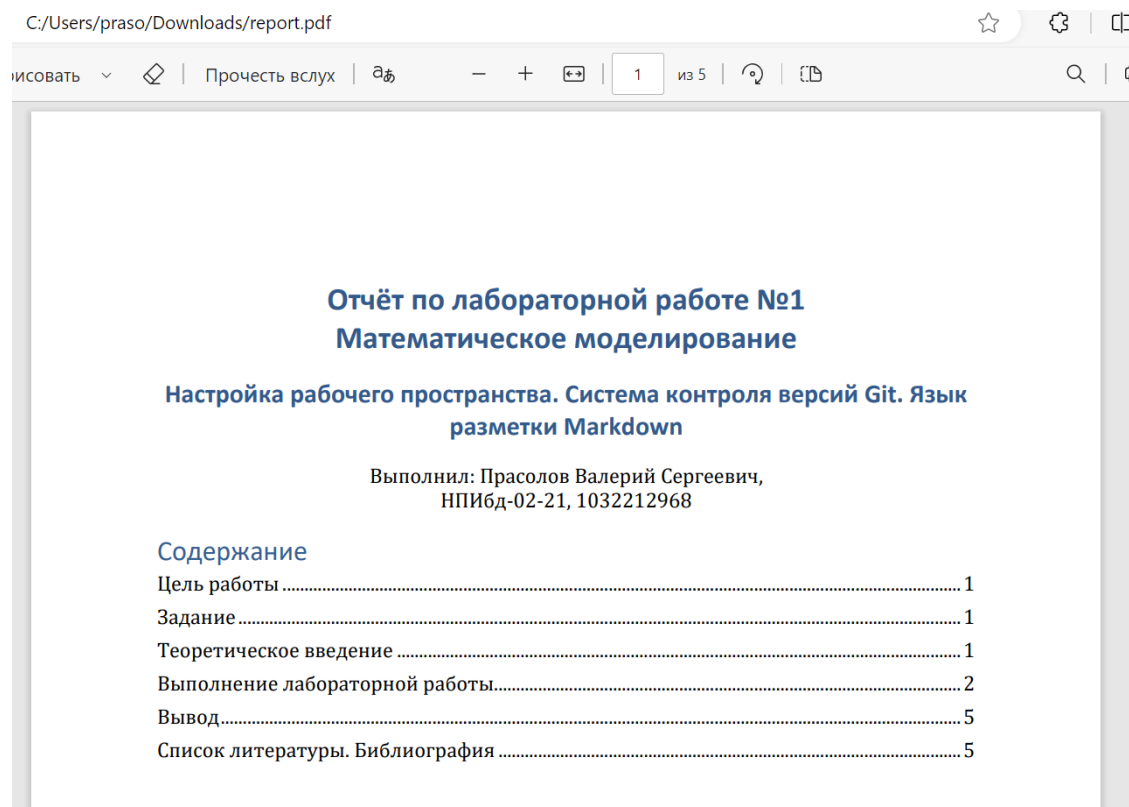 C:/Users/praso/Downloads/report.pdf
Прочесть вслух
1 из 5
Отчёт по лабораторной работе №1
Математическое моделирование
Настройка рабочего пространства. Система контроля версий Git. Язык
разметки Markdown
Выполнил: Прасолов Валерий Сергеевич,
НПИбд-02-21, 1032212968
Содержание
Цель работы 1
Задание 1
Теоретическое введение 1
Выполнение лабораторной работы 2
Вывод 5
Список литературы. Библиография 5